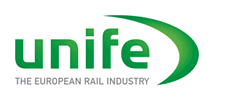 unife
THE EUROPEAN RAIL INDUSTRY